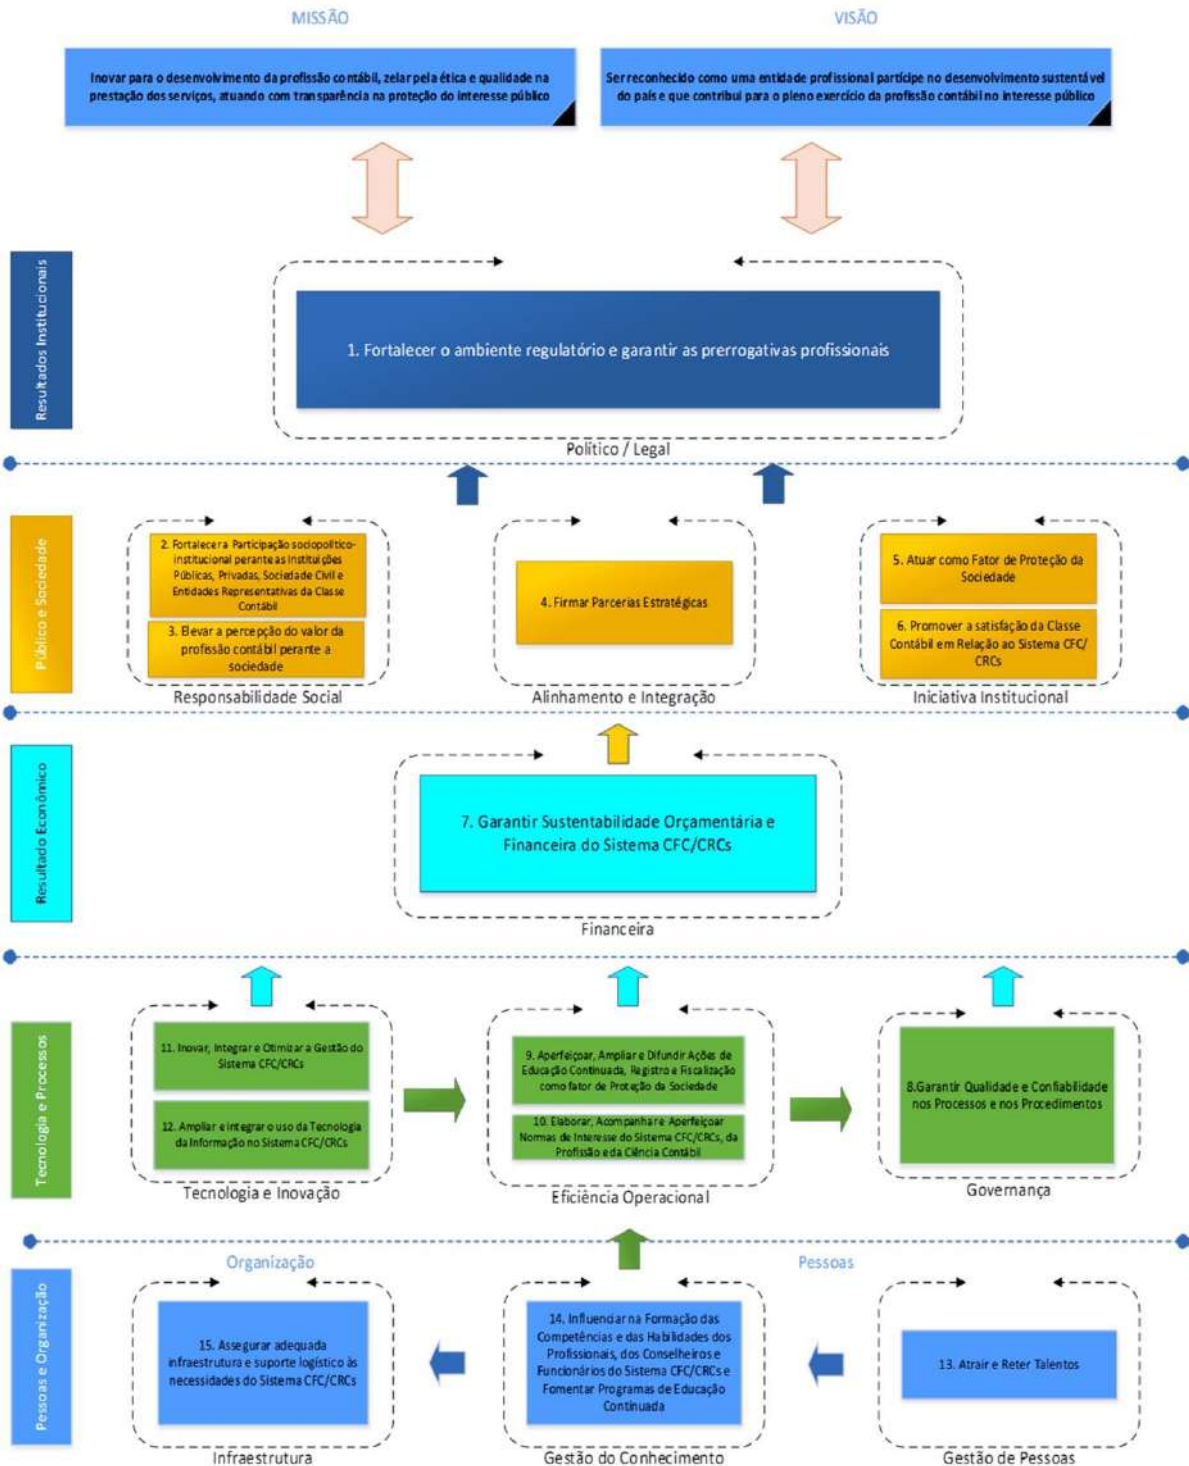 MISSÃO
VISÃO
Inovar para o desenvolvimento da profissão contábil, zelar pela ética e qualidade na
prestação dos serviços, atuando com transparência na proteção do interesse público
Ser reconhecido como uma entidade profissional partícipe no desenvolvimento sustentável
do país e que contribui para o pleno exercício da profissão contábil no interesse público
Resultados Institucionais
1. Fortalecer o ambiente regulatório e garantir as prerrogativas profissionais
Político / Legal
Público e Sociedade
2. Fortalecer a Participação sociopolítico-
institucional perante as Instituições
Públicas, Privadas, Sociedade Civil e
Entidades Representativas da Classe
Contábil
3. Elevar a percepção do valor da
profissão contábil perante a
sociedade
Responsabilidade Social
4. Firmar Parcerias Estratégicas
Alinhamento e Integração
5. Atuar como Fator de Proteção da
Sociedade
6. Promover a satisfação da Classe
Contábil em Relação ao Sistema CFC/
CRCs
Iniciativa Institucional
Resultado Econômico
7. Garantir Sustentabilidade Orçamentária e
Financeira do Sistema CFC/CRCs
Financeira
Tecnologia e Processos
11. Inovar, Integrar e Otimizar a Gestão do
Sistema CFC/CRCs
12. Ampliar e integrar o uso da Tecnologia
da Informação no Sistema CFC/CRCs
Tecnologia e Inovação
9. Aperfeiçoar, Ampliar e Difundir Ações de
Educação Continuada, Registro e Fiscalização
como fator de Proteção da Sociedade
10. Elaborar, Acompanhar e Aperfeiçoar
Normas de Interesse do Sistema CFC/CRCs, da
Profissão e da Ciência Contábil
Eficiência Operacional
8.Garantir Qualidade e Confiabilidade
nos Processos e nos Procedimentos
Governança
Pessoas e Organização
Organização
Pessoas
15. Assegurar adequada
infraestrutura e suporte logístico às
necesidades do Sistema CFC/CRCs
Infraestrutura
14. Influenciar na Formação das
Competências e das Habilidades dos
Profissionais, dos Conselheiros e
Funcionários do Sistema CFC/CRCs e
Fomentar Programas de Educação
Continuada
Gestão do Conhecimento
13. Atrair e Reter Talentos
Gestão de Pessoas